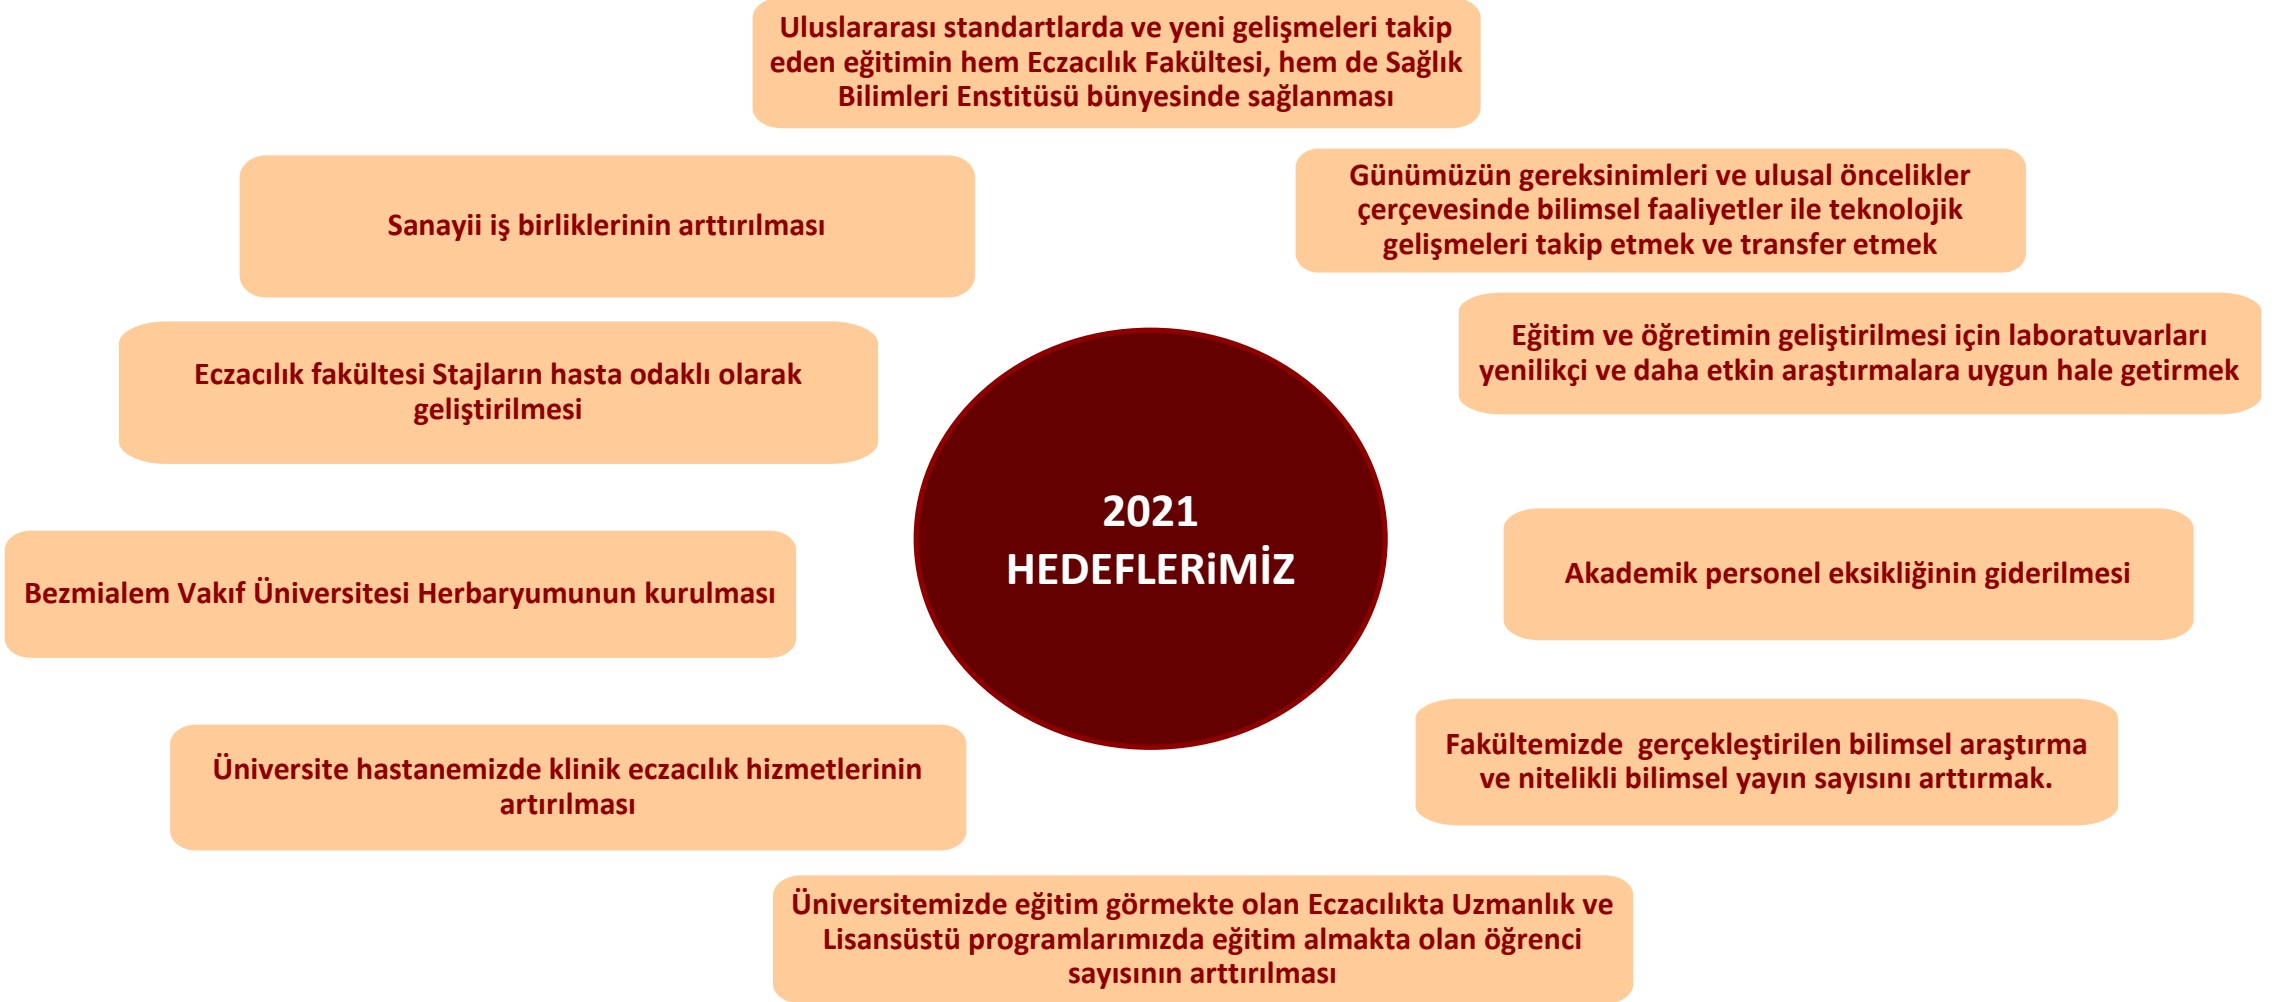 Uluslararası standartlarda ve yeni gelişmeleri takip
eden eğitimin hem Eczacılık Fakültesi, hem de Sağlık
Bilimleri Enstitüsü bünyesinde sağlanması
Sanayii iş birliklerinin arttırılması
Günümüzün gereksinimleri ve ulusal öncelikler
çerçevesinde bilimsel faaliyetler ile teknolojik
gelişmeleri takip etmek ve transfer etmek
Eczacılık fakültesi Stajların hasta odaklı olarak
geliştirilmesi
Eğitim ve öğretimin geliştirilmesi için laboratuvarları
yenilikçi ve daha etkin araştırmalara uygun hale getirmek
2021
HEDEFLERiMİZ
Bezmialem Vakıf Üniversitesi Herbaryumunun kurulması
Akademik personel eksikliğinin giderilmesi
Üniversite hastanemizde klinik eczacılık hizmetlerinin
artırılması
Fakültemizde  gerçekleştirilen bilimsel araştırma
ve nitelikli bilimsel yayın sayısını arttırmak.
Üniversitemizde eğitim görmekte olan Eczacılıkta Uzmanlık ve
Lisansüstü programlarımızda eğitim almakta olan öğrenci
sayısının arttırılması